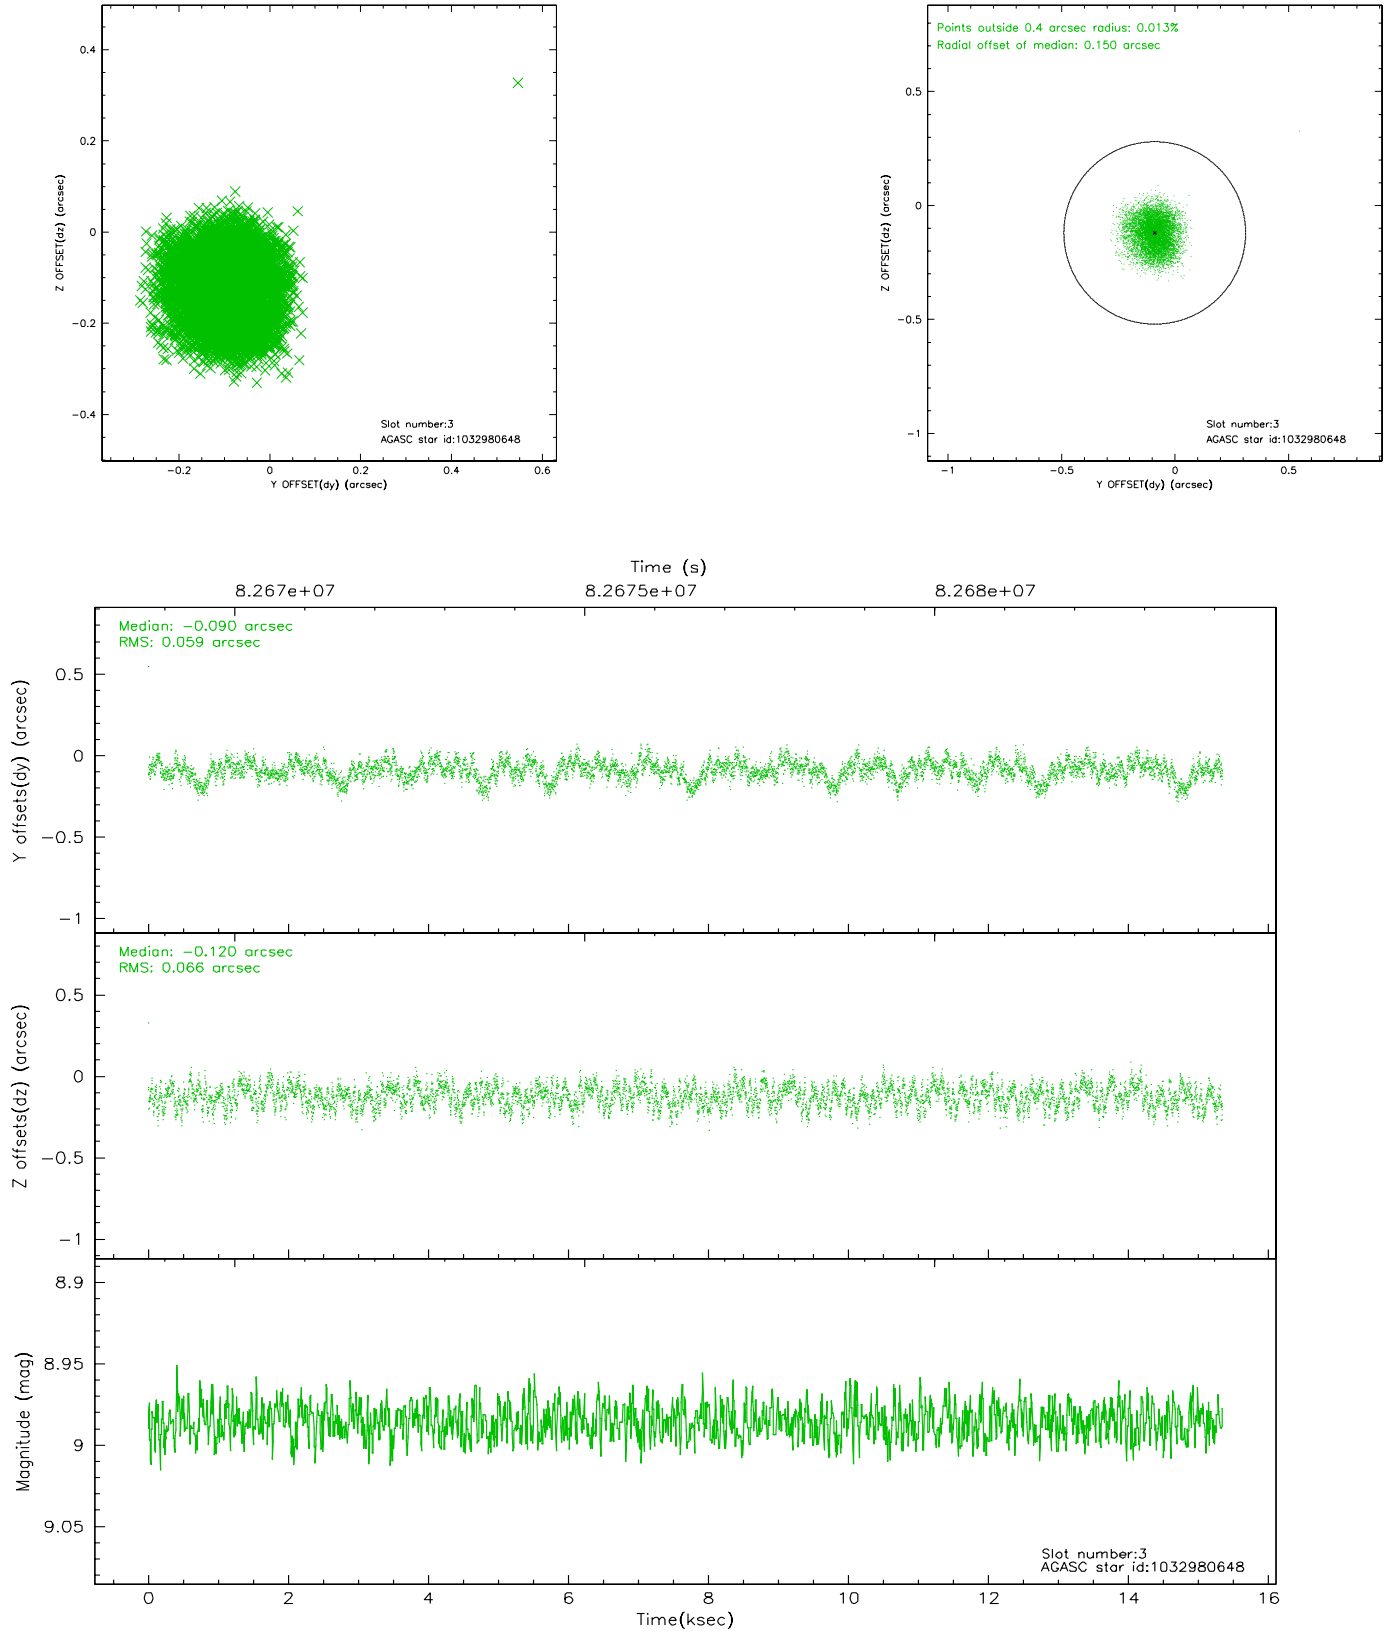 0.4
0.2
0
-0.2
-0.4
Z OFFSET(dz) (arcsec)
Slot number:3
AGASC star id:1032980648
-0.2 0 0.2 0.4 0.6
Y OFFSET(dy) (arcsec)
Points outside 0.4 arcsec radius: 0.013%
Radial offset of median: 0.150 arcsec
0.5
0
-0.5
-1
Z OFFSET(dz) (arcsec)
Slot number:3
AGASC star id:1032980648
-1 -0.5 0 0.5
Y OFFSET(dy) (arcsec)
Time (s)
8.267e+07 8.2675e+07 8.268e+07
Median: -0.090 arcsec
RMS: 0.059 arcsec
0.5
0
-0.5
-1
Y offsets(dy) (arcsec)
Median: -0.120 arcsec
RMS: 0.066 arcsec
0.5
0
-0.5
-1
Z offsets(dz) (arcsec)
8.9
8.95
9
9.05
Magnitude (mag)
Slot number:3
AGASC star id:1032980648
0 2 4 6 8 10 12 14 16
Time(ksec)